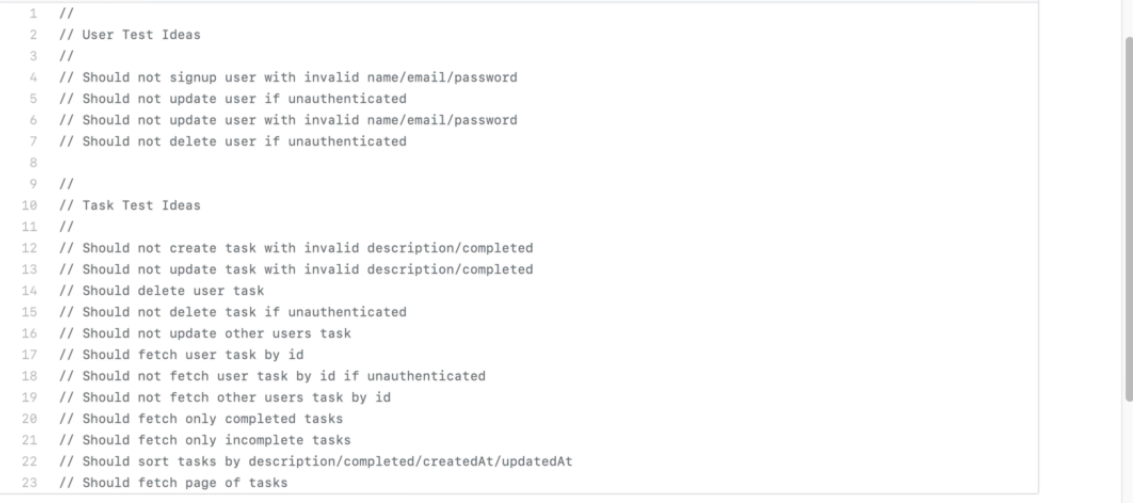 1 //
2 // User Test Ideas
3 //
4 // Should not signup user with invalid name/email/password
5 // Should not update user if unauthenticated
6 // Should not update user with invalid name/email/password
7 // Should not delete user if unauthenticated
8
9 //
10 // Task Test Ideas
11 //
12 // Should not create task with invalid description/completed
13 // Should not update task with invalid description/completed
14 // Should delete user task
15 // Should not delete task if unauthenticated
16 // Should not update other users task
17 // Should fetch user task by id
18 // Should not fetch user task by id if unauthenticated
19 // Should not fetch other users task by id
20 // Should fetch only completed tasks
21 // Should fetch only incomplete tasks
22 // Should sort tasks by description/completed/createdAt/updatedAt
23 // Should fetch page of tasks